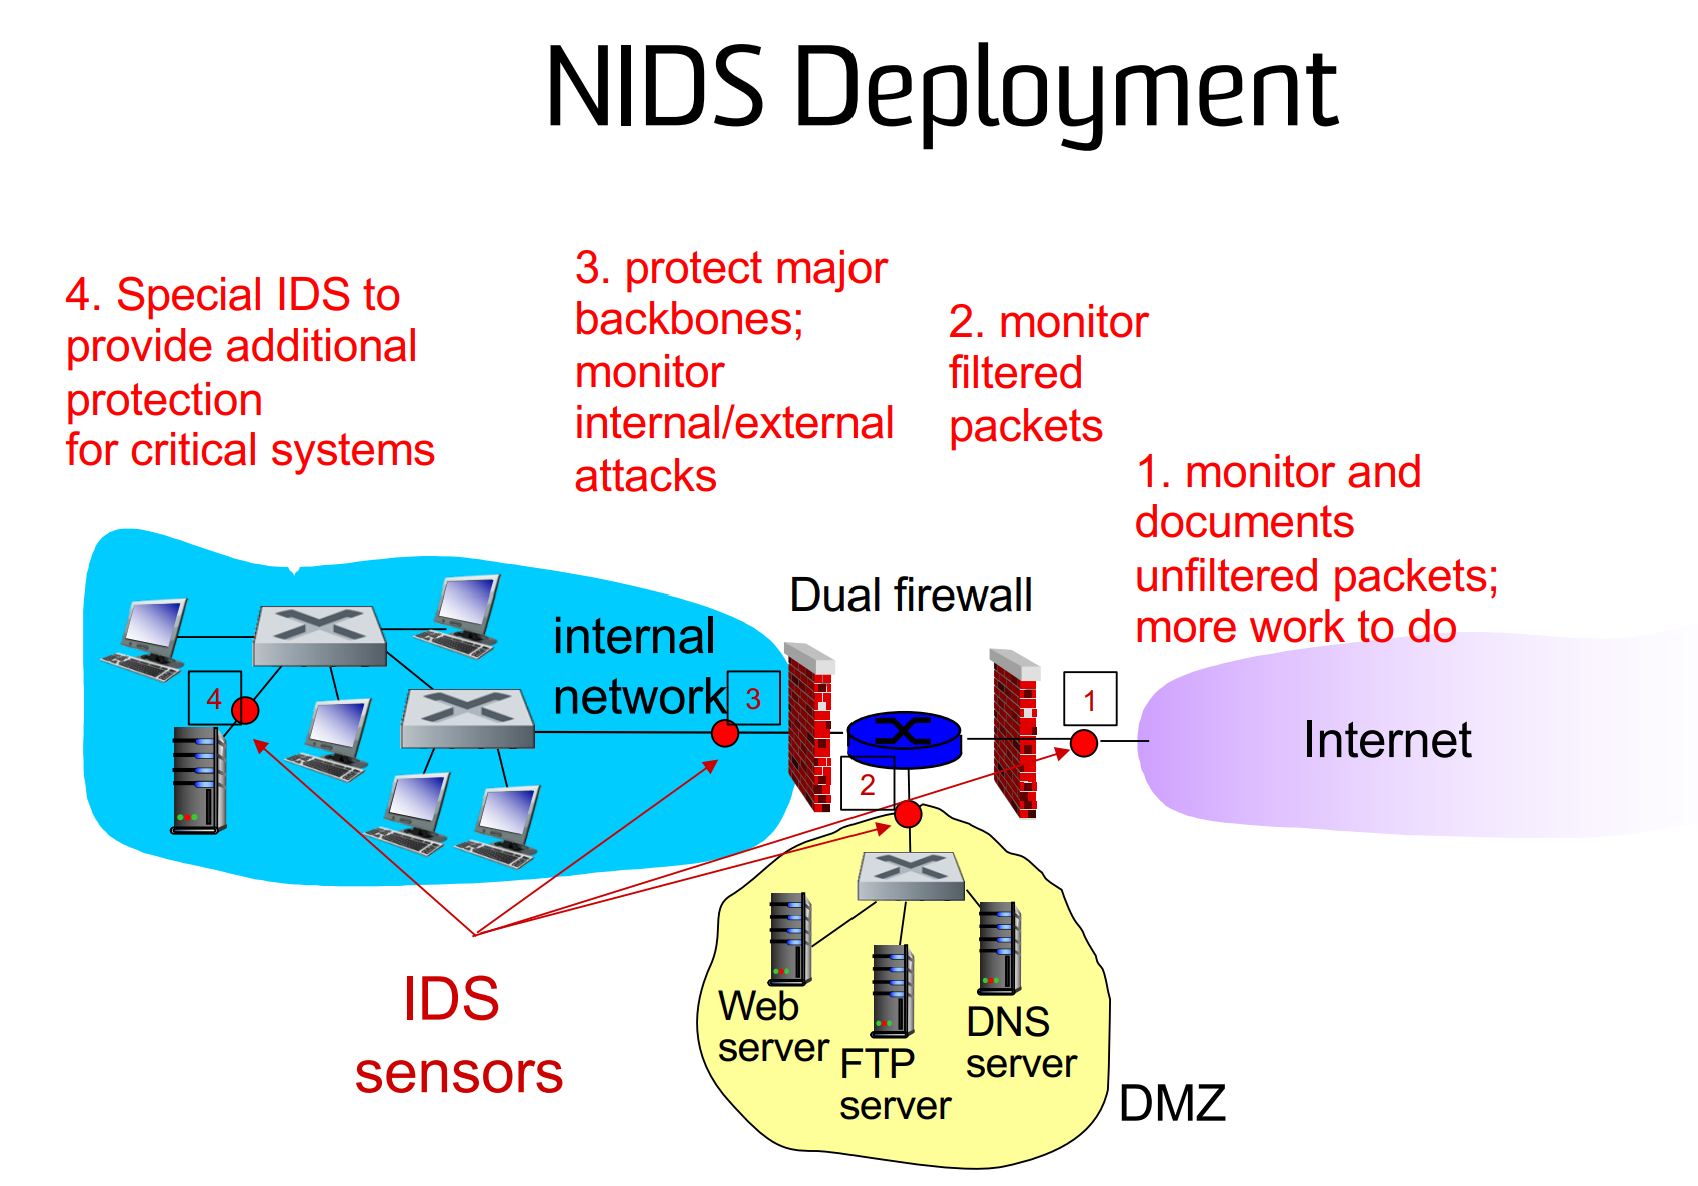 NIDS Deployment
4. Special IDS to
provide additional
protection
for critical systems
3. protect major
backbones;
monitor
internal/external
attacks
2. monitor
filtered
packets
1. monitor and
documents
unfiltered packets;
more work to do
Dual firewall
internal
network
4
3
2
1
Internet
IDS
sensors
Web
server
FTP
server
DNS
server
DMZ